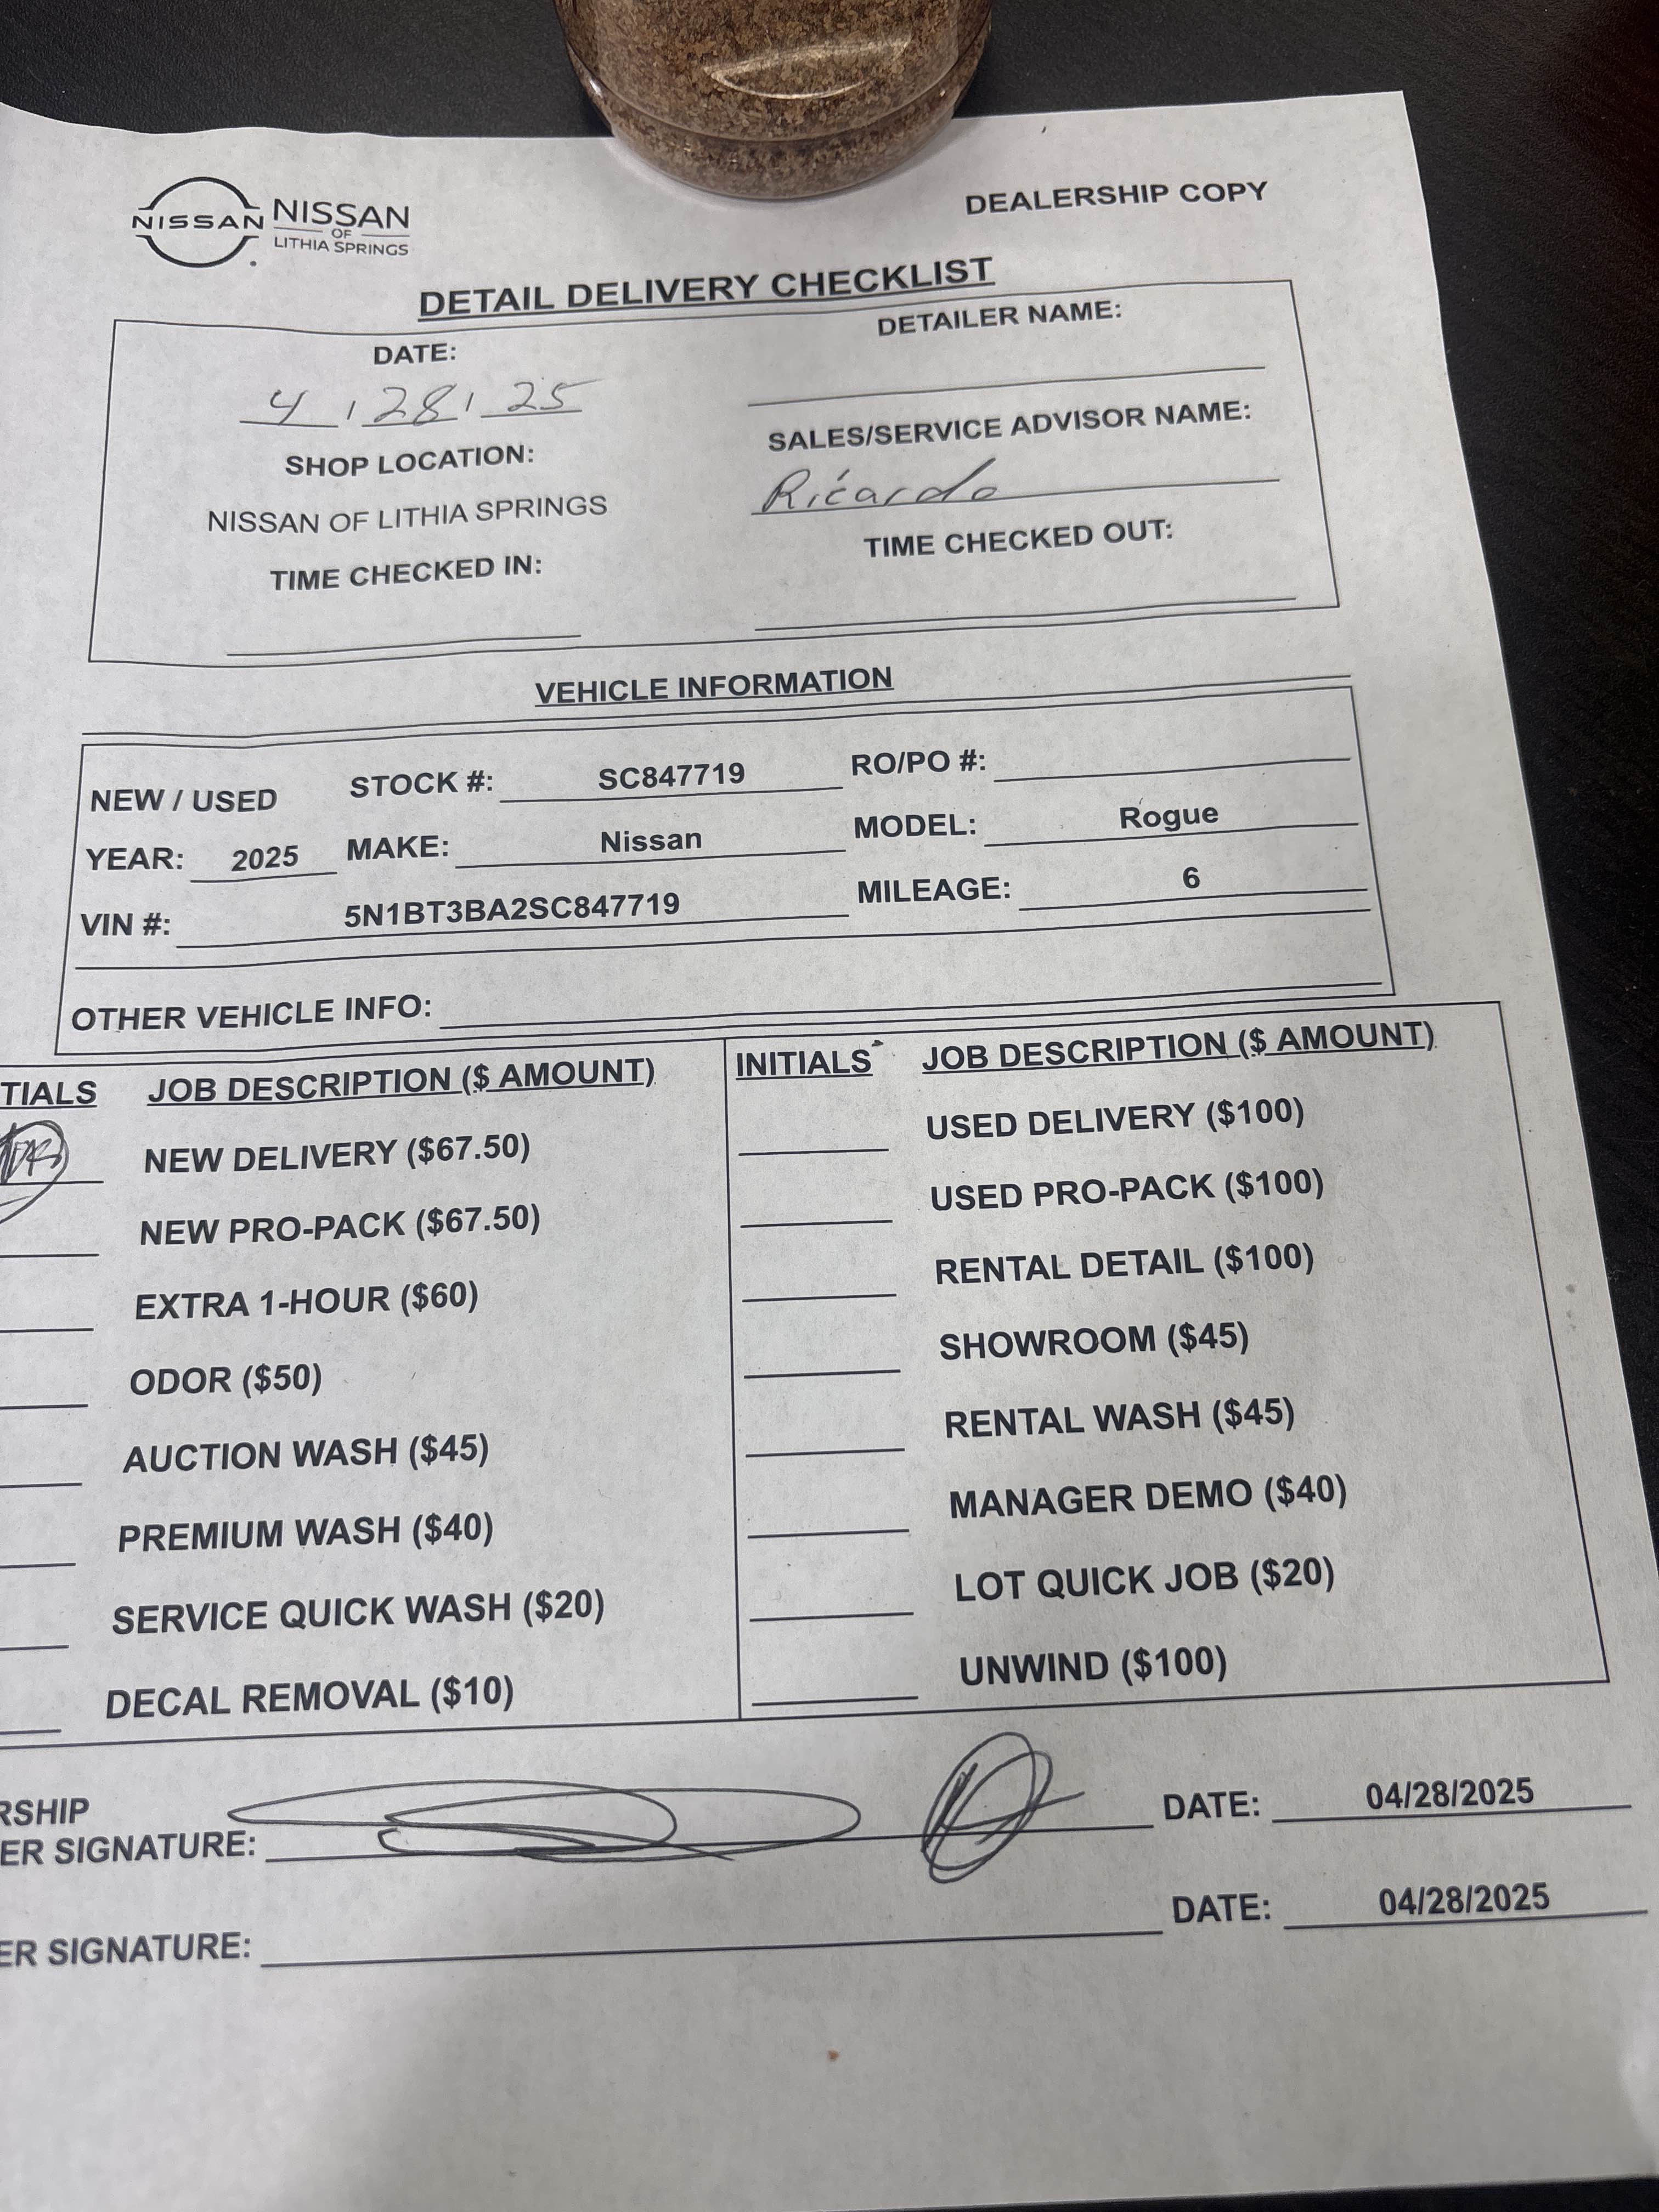 DEALERSHIP COPY
NISSAN NISSAN
OF
LITHIA SPRINGS
DETAIL DELIVERY CHECKLIST
DATE: DETAILER NAME:
4 / 28 / 25
SHOP LOCATION: SALES/SERVICE ADVISOR NAME:
NISSAN OF LITHIA SPRINGS Ricardo
TIME CHECKED IN: TIME CHECKED OUT:
VEHICLE INFORMATION
NEW / USED STOCK #: SC847719 RO/PO #:
YEAR: 2025 MAKE: Nissan MODEL: Rogue
VIN #: 5N1BT3BA2SC847719 MILEAGE: 6
OTHER VEHICLE INFO:
TIALS JOB DESCRIPTION ($ AMOUNT) INITIALS JOB DESCRIPTION ($ AMOUNT)
NEW DELIVERY ($67.50) USED DELIVERY ($100)
NEW PRO-PACK ($67.50) USED PRO-PACK ($100)
EXTRA 1-HOUR ($60) RENTAL DETAIL ($100)
ODOR ($50) SHOWROOM ($45)
AUCTION WASH ($45) RENTAL WASH ($45)
PREMIUM WASH ($40) MANAGER DEMO ($40)
SERVICE QUICK WASH ($20) LOT QUICK JOB ($20)
DECAL REMOVAL ($10) UNWIND ($100)
RSHIP
ER SIGNATURE: DATE: 04/28/2025
ER SIGNATURE: DATE: 04/28/2025